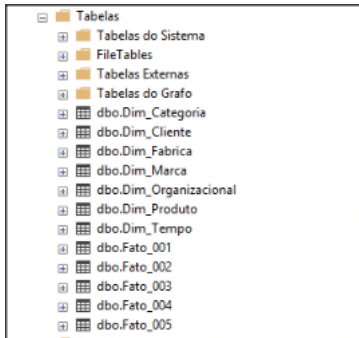 Tabelas
Tabelas do Sistema
FileTables
Tabelas Externas
Tabelas do Grafo
dbo.Dim_Categoria
dbo.Dim_Cliente
dbo.Dim_Fabrica
dbo.Dim_Marca
dbo.Dim_Organizacional
dbo.Dim_Produto
dbo.Dim_Tempo
dbo.Fato_001
dbo.Fato_002
dbo.Fato_003
dbo.Fato_004
dbo.Fato_005